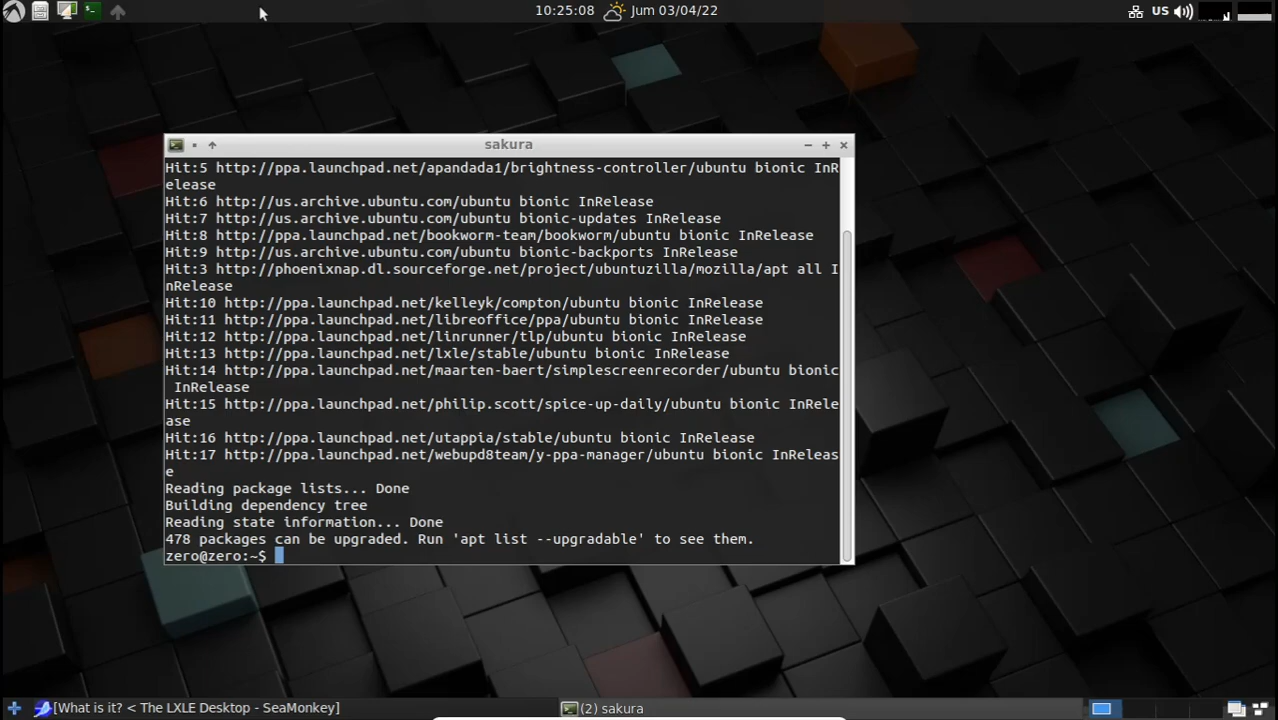 10:25:08 Jum 03/04/22 US
sakura
Hit:5 http://ppa.launchpad.net/apandada1/brightness-controller/ubuntu bionic InR
elease
Hit:6 http://us.archive.ubuntu.com/ubuntu bionic InRelease
Hit:7 http://us.archive.ubuntu.com/ubuntu bionic-updates InRelease
Hit:8 http://ppa.launchpad.net/bookworm-team/bookworm/ubuntu bionic InRelease
Hit:9 http://us.archive.ubuntu.com/ubuntu bionic-backports InRelease
Hit:3 http://phoenixnap.dl.sourceforge.net/project/ubuntuzilla/mozilla/apt all I
nRelease
Hit:10 http://ppa.launchpad.net/kelleyk/compton/ubuntu bionic InRelease
Hit:11 http://ppa.launchpad.net/libreoffice/ppa/ubuntu bionic InRelease
Hit:12 http://ppa.launchpad.net/linrunner/tlp/ubuntu bionic InRelease
Hit:13 http://ppa.launchpad.net/lxle/stable/ubuntu bionic InRelease
Hit:14 http://ppa.launchpad.net/maarten-baert/simplescreenrecorder/ubuntu bionic
 InRelease
Hit:15 http://ppa.launchpad.net/philip.scott/spice-up-daily/ubuntu bionic InRele
ase
Hit:16 http://ppa.launchpad.net/utappia/stable/ubuntu bionic InRelease
Hit:17 http://ppa.launchpad.net/webupd8team/y-ppa-manager/ubuntu bionic InReleas
e
Reading package lists... Done
Building dependency tree
Reading state information... Done
478 packages can be upgraded. Run 'apt list --upgradable' to see them.
zero@zero:~$
[What is it? < The LXLE Desktop - SeaMonkey] (2) sakura